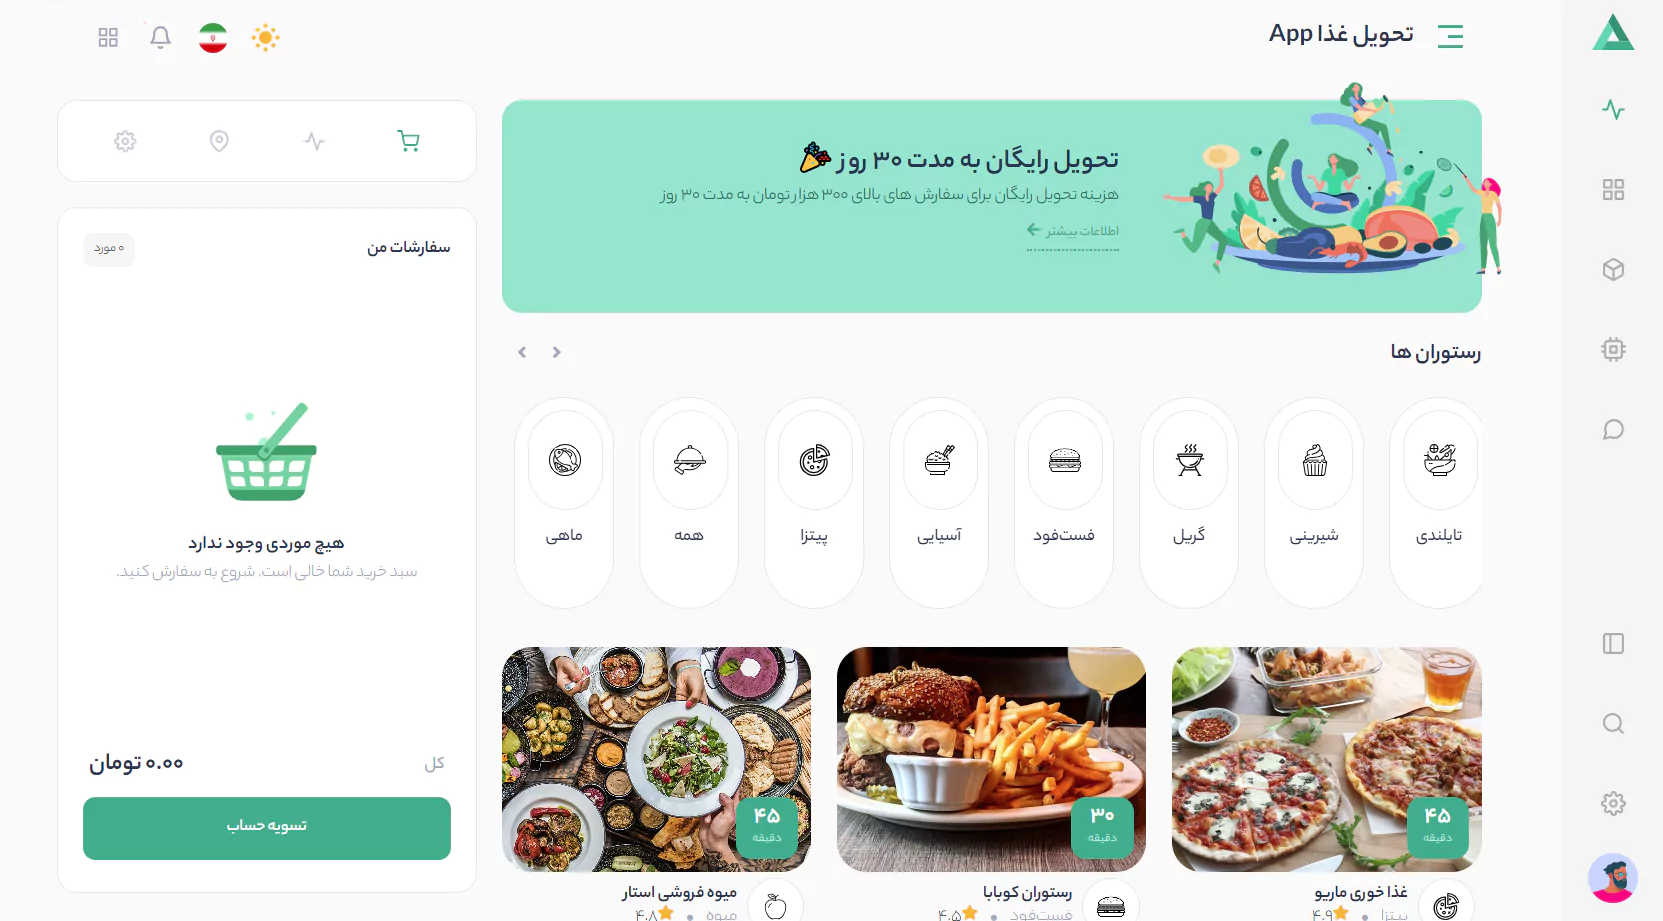 تحویل غذا App
تحویل رایگان به مدت ۳۰ روز
هزینه تحویل رایگان برای سفارش های بالای ۳۰۰ هزار تومان به مدت ۳۰ روز
اطلاعات بیشتر
رستوران ها
تایلندی
شیرینی
گریل
فست‌فود
آسیایی
پیتزا
همه
ماهی
۴۵
دقیقه
غذا خوری ماریو
پیتزا • ۴.۹
۳۰
دقیقه
رستوران کوبابا
فست‌فود • ۴.۵
۴۵
دقیقه
میوه فروشی استار
میوه • ۴.۸
سفارشات من
۰ مورد
هیچ موردی وجود ندارد
سبد خرید شما خالی است. شروع به سفارش کنید.
کل
۰.۰۰ تومان
تسویه حساب